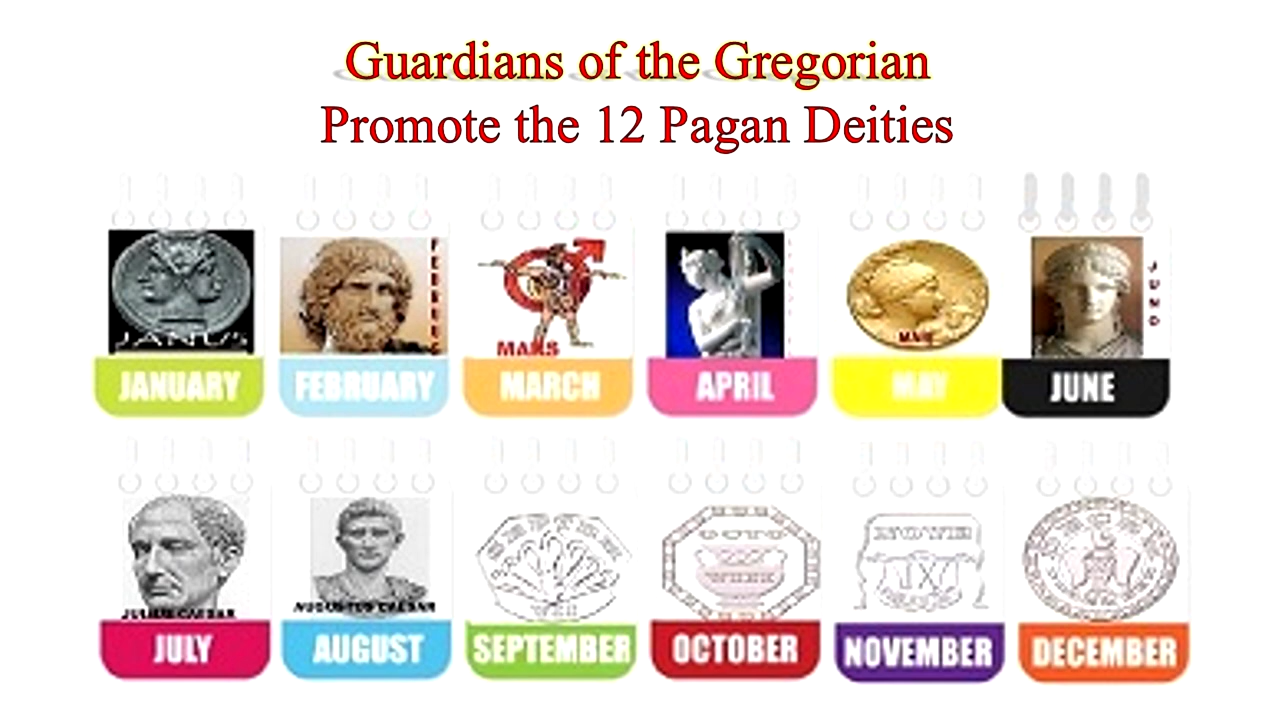 Guardians of the Gregorian
Promote the 12 Pagan Deities
JANUS
MARS
JUNO
JANUARY
FEBRUARY
MARCH
APRIL
MAY
JUNE
JULIUS CAESAR
AUGUSTUS CAESAR
JULY
AUGUST
SEPTEMBER
OCTOBER
NOVEMBER
DECEMBER